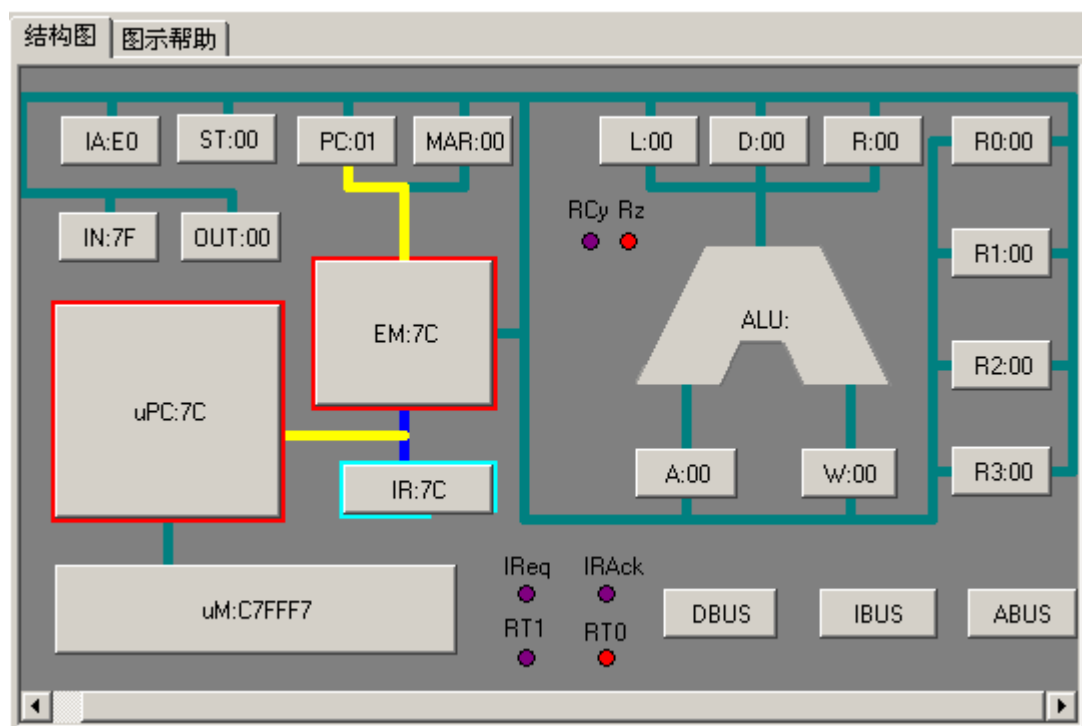 结构图 图示帮助
IA:E0 ST:00 PC:01 MAR:00 L:00 D:00 R:00 R0:00
RCy Rz
IN:7F OUT:00 R1:00
EM:7C ALU:
uPC:7C R2:00
IR:7C A:00 W:00 R3:00
IReq IRAck
uM:C7FFF7 DBUS IBUS ABUS
RT1 RT0